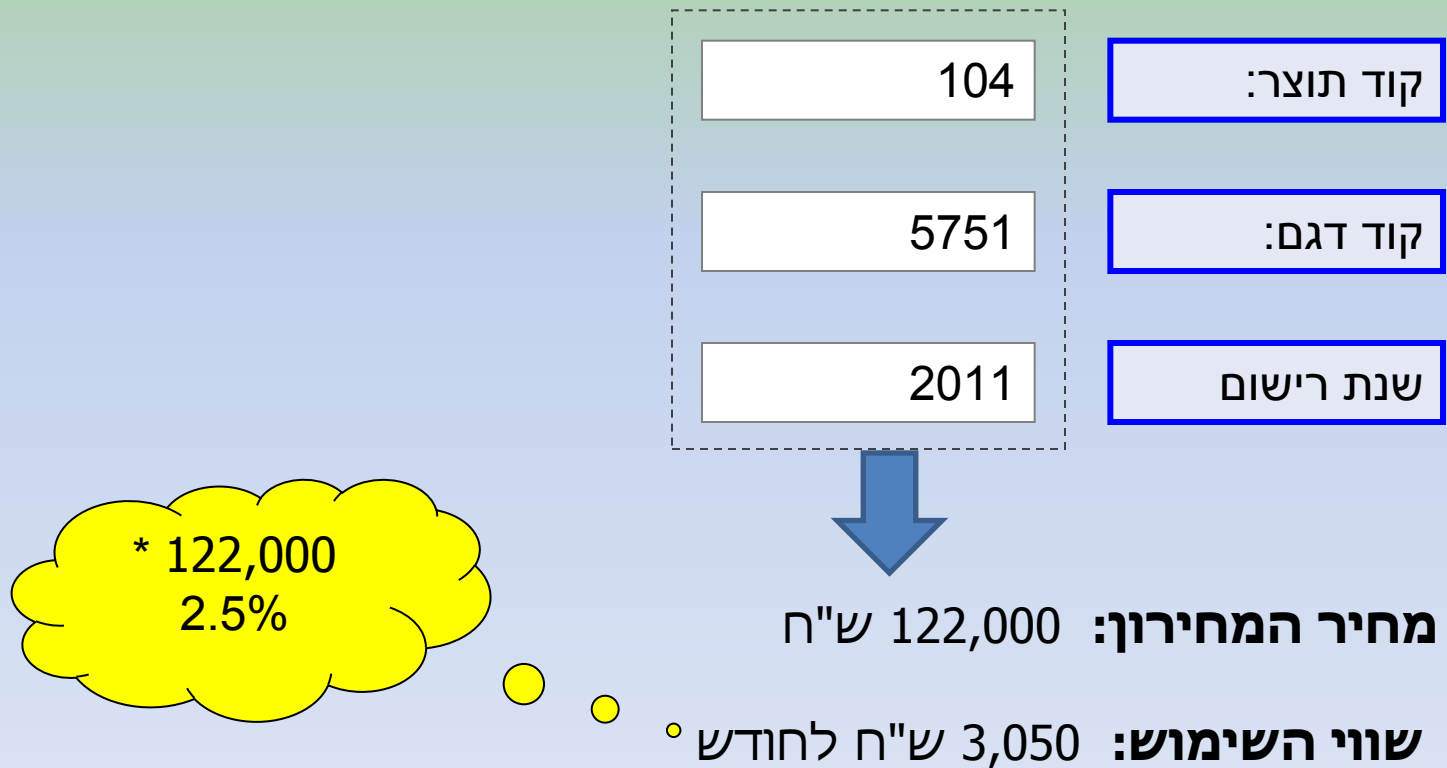 קוד תוצר: 104
קוד דגם: 5751
שנת רישום 2011
מחיר המחירון: 122,000 ש"ח
שווי השימוש: 3,050 ש"ח לחודש
* 122,000
2.5%